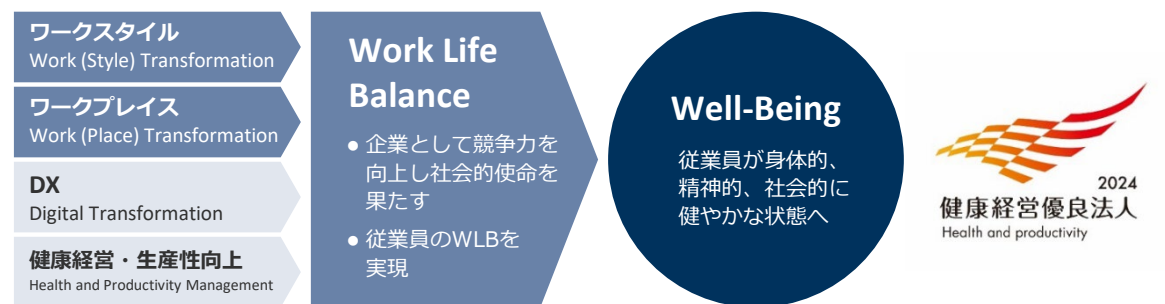 ワークスタイル
Work (Style) Transformation
ワークプレイス
Work (Place) Transformation
DX
Digital Transformation
健康経営・生産性向上
Health and Productivity Management
Work Life
Balance
● 企業として競争力を
向上し社会的使命を
果たす
● 従業員のWLBを
実現
Well-Being
従業員が身体的、
精神的、社会的に
健やかな状態へ
2024
健康経営優良法人
Health and productivity